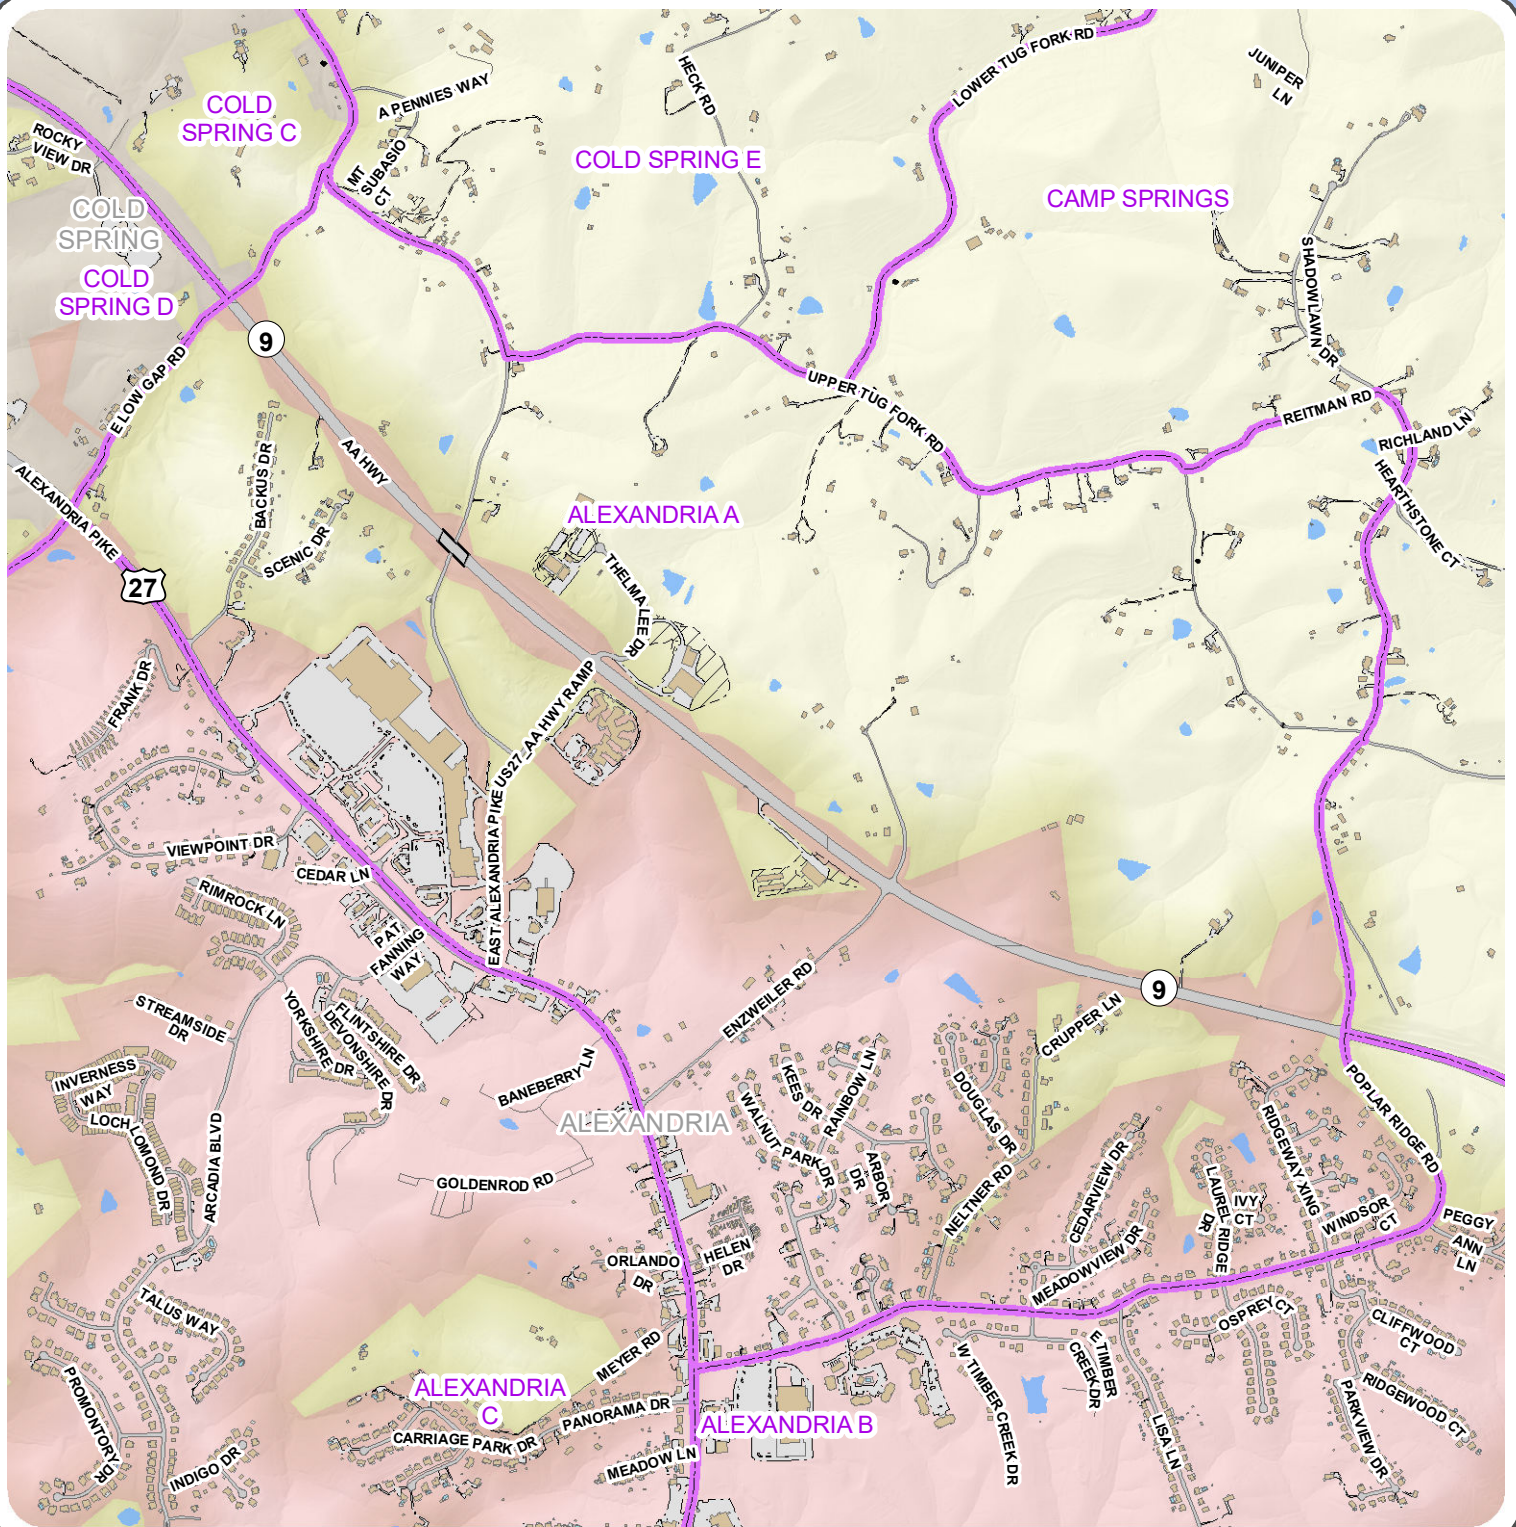 LOWER TUG FORK RD
JUNIPER
LN
HECK RD
A PENNIES WAY
COLD
SPRING C
ROCKY
VIEW DR
MT
SUBASIO
CT
COLD SPRING E
CAMP SPRINGS
COLD
SPRING
COLD
SPRING D
SHADOWLAWN DR
9
E LOW GAP RD
UPPER TUG FORK RD
REITMAN RD
RICHLAND LN
HEARTHSTONE CT
AA HWY
BACKUS DR
ALEXANDRIA PIKE
SCENIC DR
ALEXANDRIA A
27
THELMA LEE DR
FRANK DR
EAST ALEXANDRIA PIKE US27_AA HWY RAMP
VIEWPOINT DR
CEDAR LN
RIMROCK LN
PAT
FANNING
WAY
ENZWEILER RD
9
STREAMSIDE
DR
YORKSHIRE DR
FLINTSHIRE DR
DEVONSHIRE DR
CRUPPER LN
INVERNESS
WAY
LOCH LOMOND DR
ARCADIA BLVD
BANEBERRY LN
ALEXANDRIA
KEES DR
RAINBOW LN
WALNUT PARK DR
DOUGLAS DR
POPLAR RIDGE RD
RIDGEWAY XING
GOLDENROD RD
ARBOR
DR
NELTNER RD
CEDARVIEW DR
LAUREL RIDGE
DR
IVY
CT
WINDSOR
CT
PEGGY
ANN
LN
ORLANDO
DR
HELEN
DR
MEADOWVIEW DR
TALUS WAY
OSPREY CT
CLIFFWOOD
CT
MEYER RD
E TIMBER
CREEK DR
W TIMBER CREEK DR
RIDGEWOOD CT
PROMONTORY DR
ALEXANDRIA
C
PANORAMA DR
ALEXANDRIA B
PARKVIEW DR
LISA LN
CARRIAGE PARK DR
MEADOW LN
INDIGO DR